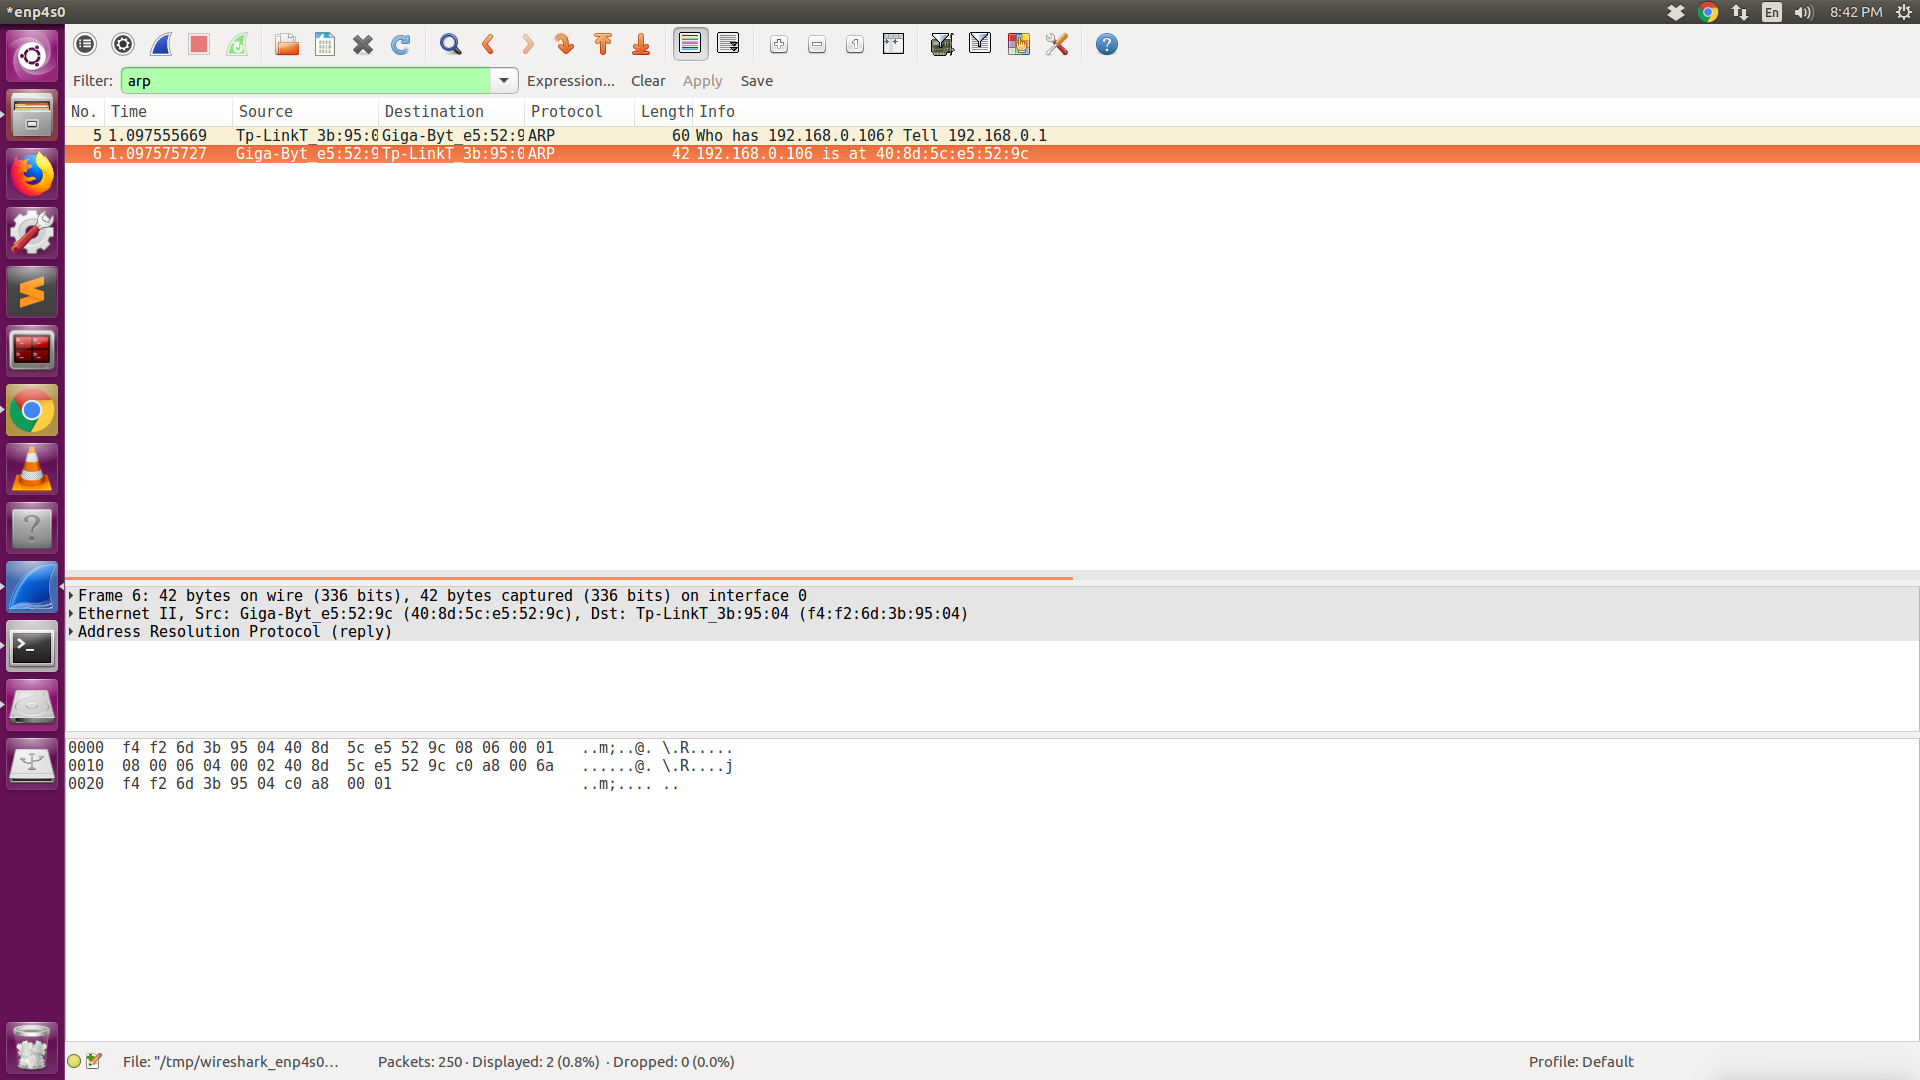 *enp4s0
En
8:42 PM
Filter: arp Expression... Clear Apply Save
No. Time Source Destination Protocol Length Info
5 1.097555669 Tp-LinkT_3b:95:0 Giga-Byt_e5:52:9 ARP 60 Who has 192.168.0.106? Tell 192.168.0.1
6 1.097575727 Giga-Byt_e5:52:9 Tp-LinkT_3b:95:0 ARP 42 192.168.0.106 is at 40:8d:5c:e5:52:9c
Frame 6: 42 bytes on wire (336 bits), 42 bytes captured (336 bits) on interface 0
Ethernet II, Src: Giga-Byt_e5:52:9c (40:8d:5c:e5:52:9c), Dst: Tp-LinkT_3b:95:04 (f4:f2:6d:3b:95:04)
Address Resolution Protocol (reply)
0000 f4 f2 6d 3b 95 04 40 8d 5c e5 52 9c 08 06 00 01 ..m;..@. \.R.....
0010 08 00 06 04 00 02 40 8d 5c e5 52 9c c0 a8 00 6a ......@. \.R....j
0020 f4 f2 6d 3b 95 04 c0 a8 00 01 ..m;.... ..
File: "/tmp/wireshark_enp4s0... Packets: 250 · Displayed: 2 (0.8%) · Dropped: 0 (0.0%) Profile: Default